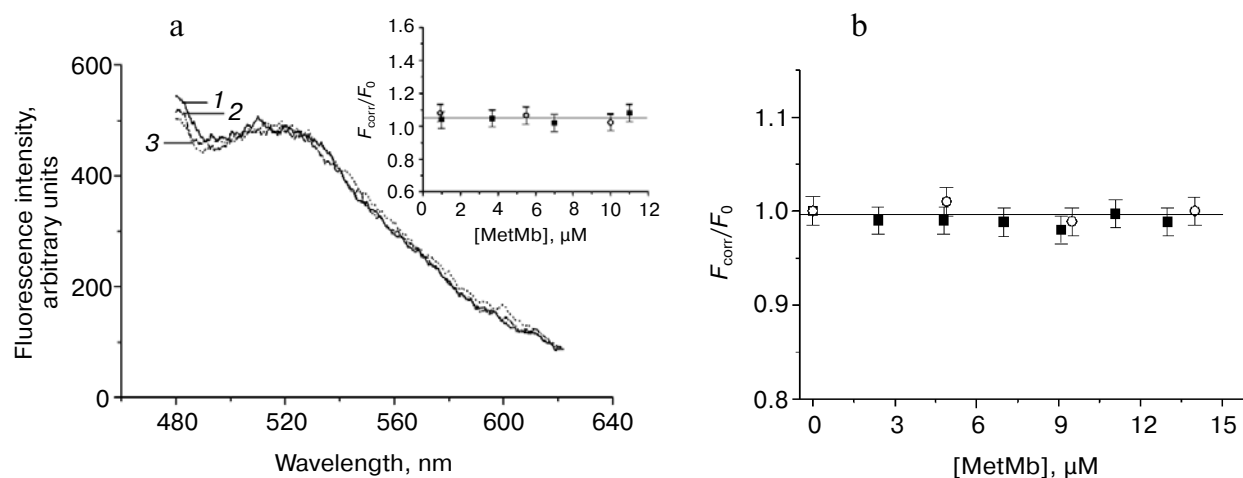 a
600
400
200
0
Fluorescence intensity,
arbitrary units
1
2
3
480
520
560
600
640
Wavelength, nm
1.6
1.4
1.2
1.0
0.8
0.6
Fcorr/F0
0 2 4 6 8 10 12
[MetMb], μM
b
1.1
1.0
0.9
0.8
Fcorr/F0
0 3 6 9 12 15
[MetMb], μM